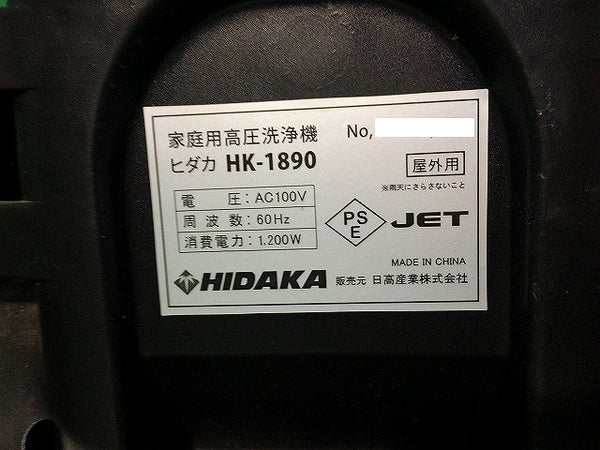 家庭用高圧洗浄機 No,
ヒダカ HK-1890
屋外用
※雨天にさらさないこと
電圧：AC100V
周波数：60Hz
消費電力：1,200W
PS
E
JET
MADE IN CHINA
HIDAKA 販売元 日高産業株式会社